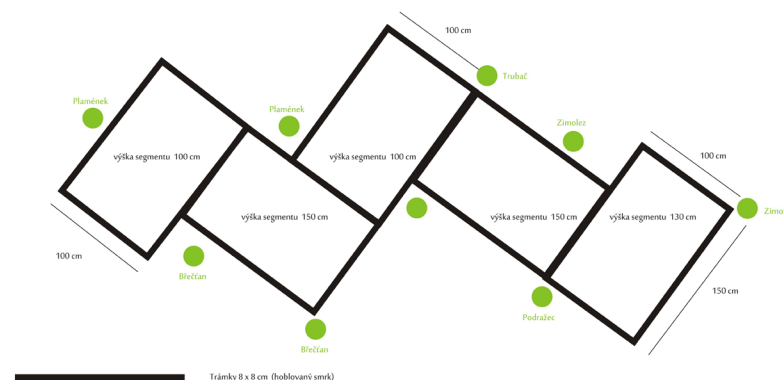 100 cm
Trubač
Plamének
Plamének
Zimolez
výška segmentu 100 cm
výška segmentu 100 cm
100 cm
výška segmentu 150 cm
výška segmentu 150 cm
výška segmentu 130 cm
100 cm
Břečťan
150 cm
Podražec
Břečťan
Trámky 8 x 8 cm (hoblovaný smrk)